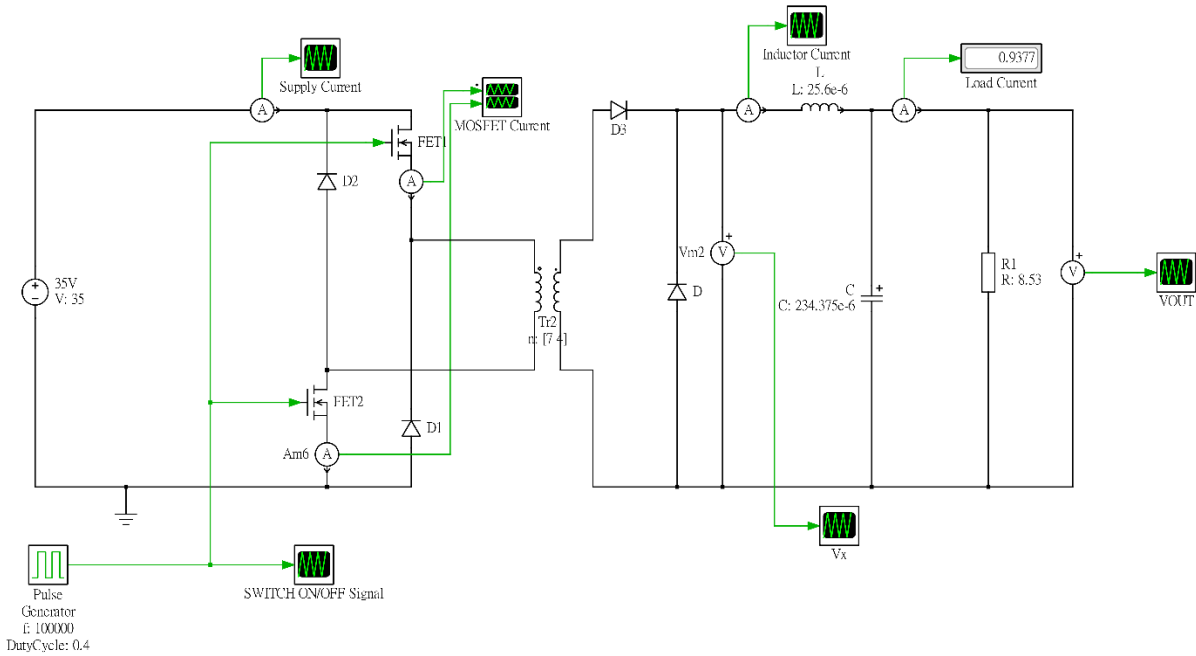 Supply Current
A
MOSFET Current
FET1
A
D2
35V
V: 35
+
−
FET2
Am6
A
D1
Tr2
n: [7 4]
D3
Inductor Current
A
L
L: 25.6e-6
A
0.9377
Load Current
Vm2
V
+
D
C
+
C: 234.375e-6
R1
R: 8.53
V
+
VOUT
Vx
Pulse
Generator
f: 100000
DutyCycle: 0.4
SWITCH ON/OFF Signal